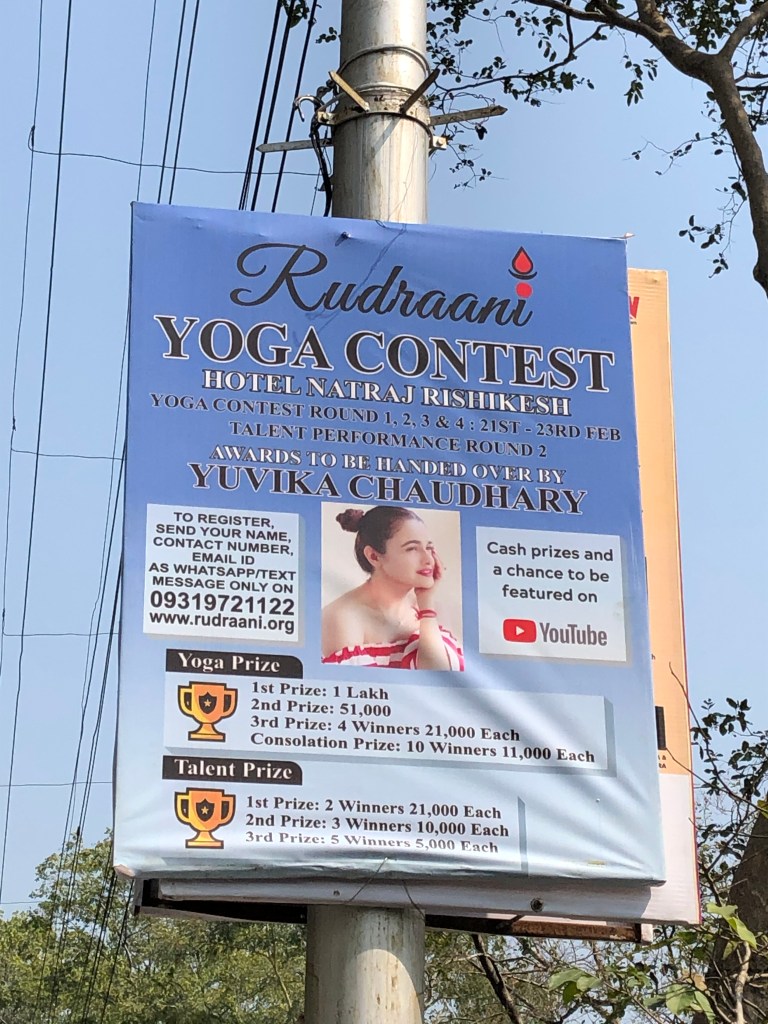 Rudraani
YOGA CONTEST
HOTEL NATRAJ RISHIKESH
YOGA CONTEST ROUND 1, 2, 3 & 4 : 21ST - 23RD FEB
TALENT PERFORMANCE ROUND 2
AWARDS TO BE HANDED OVER BY
YUVIKA CHAUDHARY
TO REGISTER,
SEND YOUR NAME,
CONTACT NUMBER,
EMAIL ID
AS WHATSAPP/TEXT
MESSAGE ONLY ON
09319721122
www.rudraani.org
Cash prizes and
a chance to be
featured on
YouTube
Yoga Prize
1st Prize: 1 Lakh
2nd Prize: 51,000
3rd Prize: 4 Winners 21,000 Each
Consolation Prize: 10 Winners 11,000 Each
Talent Prize
1st Prize: 2 Winners 21,000 Each
2nd Prize: 3 Winners 10,000 Each
3rd Prize: 5 Winners 5,000 Each